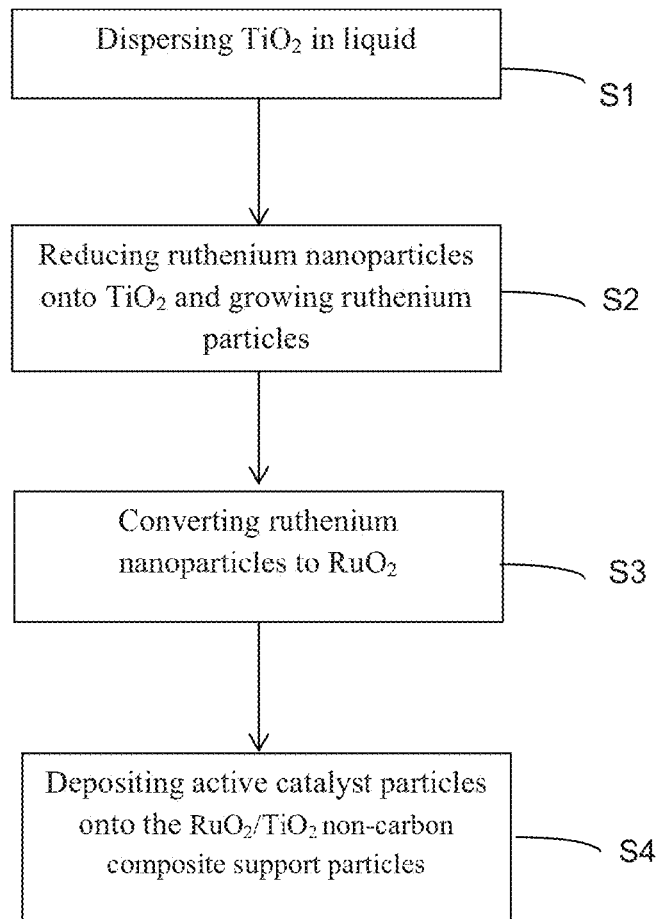 Dispersing TiO₂ in liquid
S1
Reducing ruthenium nanoparticles
onto TiO₂ and growing ruthenium
particles
S2
Converting ruthenium
nanoparticles to RuO₂
S3
Depositing active catalyst particles
onto the RuO₂/TiO₂ non-carbon
composite support particles
S4